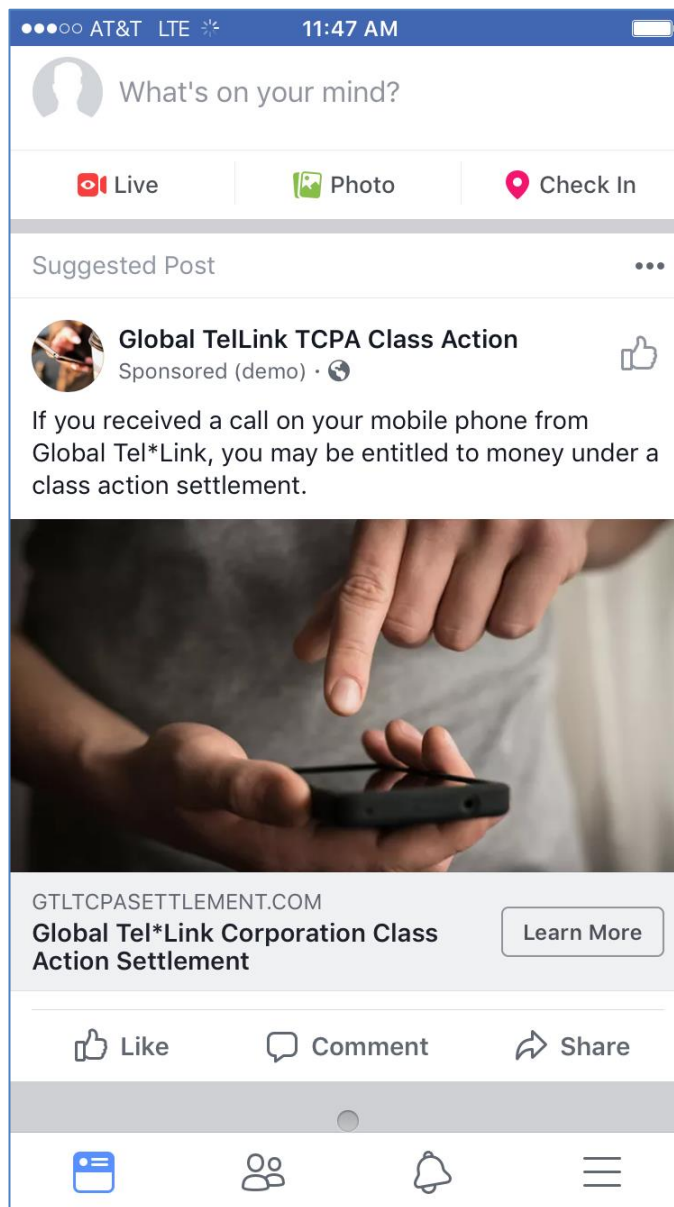 AT&T LTE 11:47 AM
What's on your mind?
Live Photo Check In
Suggested Post
Global TelLink TCPA Class Action
Sponsored (demo) ·
If you received a call on your mobile phone from
Global Tel*Link, you may be entitled to money under a
class action settlement.
GTLTCPASETTLEMENT.COM
Global Tel*Link Corporation Class
Action Settlement
Learn More
Like Comment Share